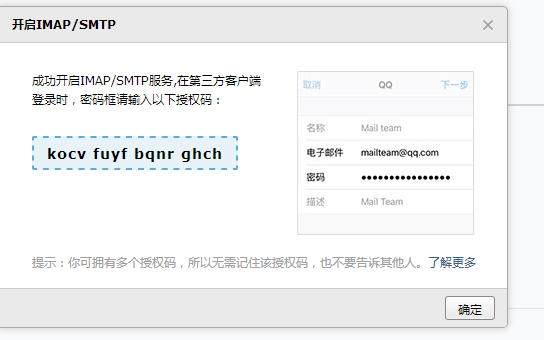 开启IMAP/SMTP
成功开启IMAP/SMTP服务,在第三方客户端
登录时，密码框请输入以下授权码：
kocv fuyf bqnr ghch
取消 QQ 下一步
名称 Mail team
电子邮件 mailteam@qq.com
密码 ●●●●●●●●●●●●●●●●
描述 Mail Team
提示：你可拥有多个授权码，所以无需记住该授权码，也不要告诉其他人。了解更多
确定